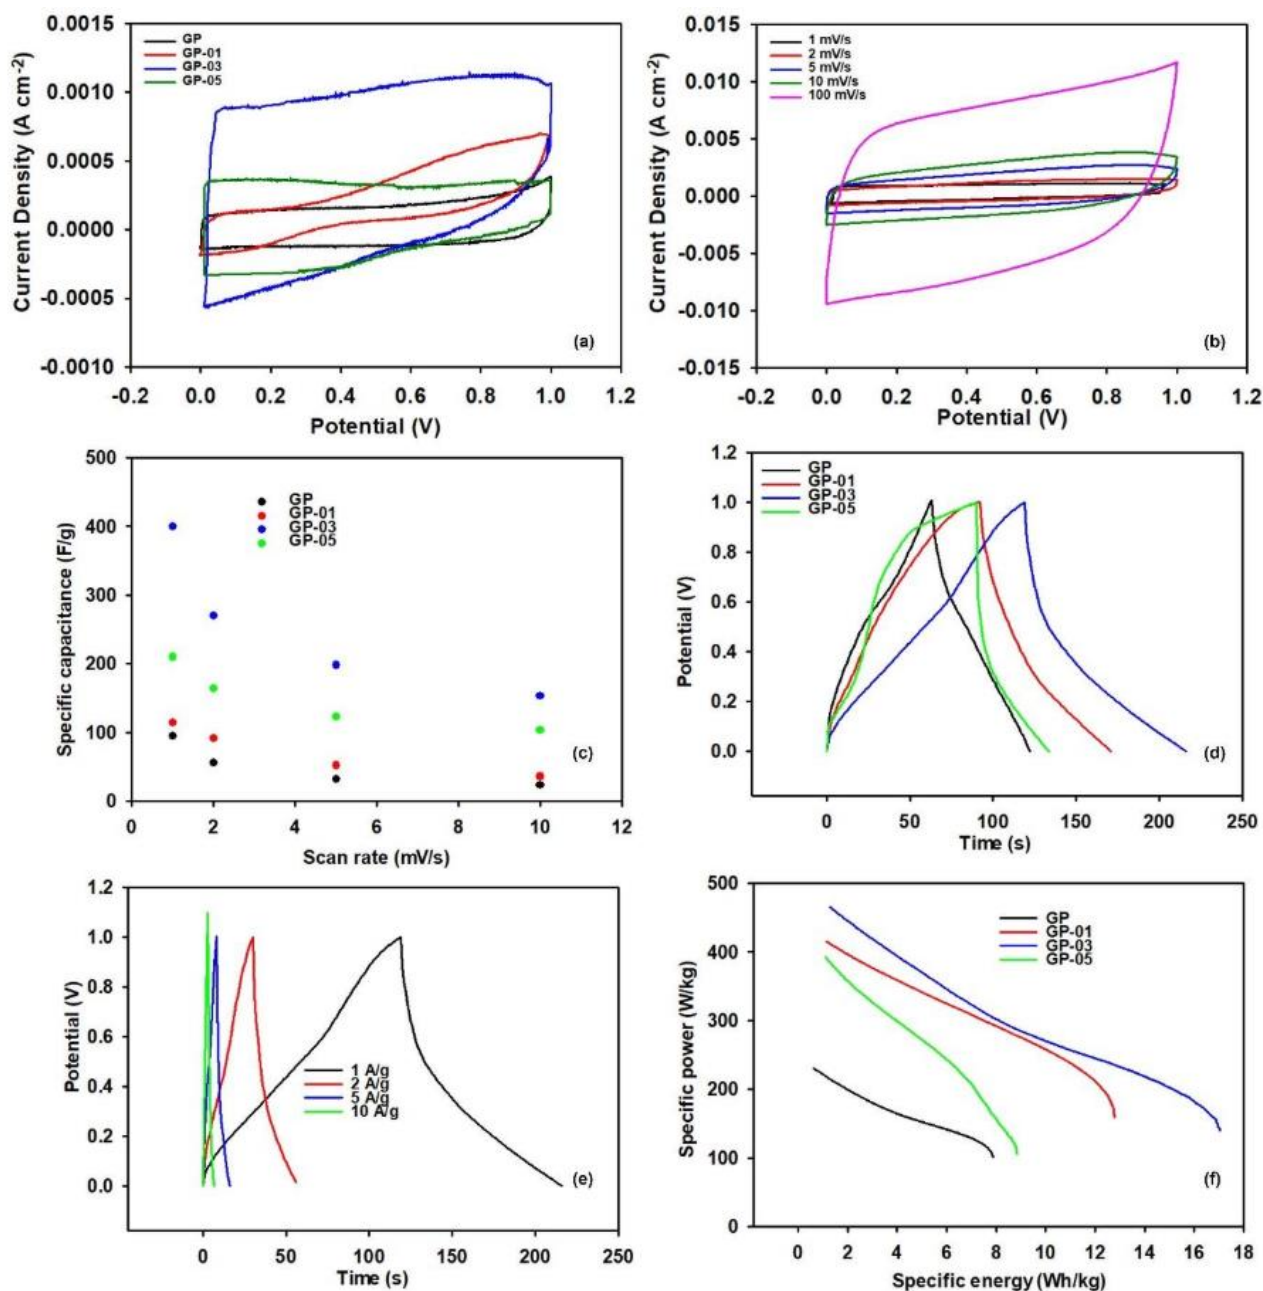 0.0015
0.0010
0.0005
0.0000
-0.0005
-0.0010
Current Density (A cm-2)
GP
GP-01
GP-03
GP-05
(a)
-0.2 0.0 0.2 0.4 0.6 0.8 1.0 1.2
Potential (V)
0.015
0.010
0.005
0.000
-0.005
-0.010
-0.015
Current Density (A cm-2)
1 mV/s
2 mV/s
5 mV/s
10 mV/s
100 mV/s
(b)
-0.2 0.0 0.2 0.4 0.6 0.8 1.0 1.2
Potential (V)
500
400
300
200
100
0
Specific capacitance (F/g)
GP
GP-01
GP-03
GP-05
(c)
0 2 4 6 8 10 12
Scan rate (mV/s)
1.2
1.0
0.8
0.6
0.4
0.2
0.0
Potential (V)
GP
GP-01
GP-03
GP-05
(d)
0 50 100 150 200 250
Time (s)
1.2
1.0
0.8
0.6
0.4
0.2
0.0
Potential (V)
1 A/g
2 A/g
5 A/g
10 A/g
(e)
0 50 100 150 200 250
Time (s)
500
400
300
200
100
0
Specific power (W/kg)
GP
GP-01
GP-03
GP-05
(f)
0 2 4 6 8 10 12 14 16 18
Specific energy (Wh/kg)